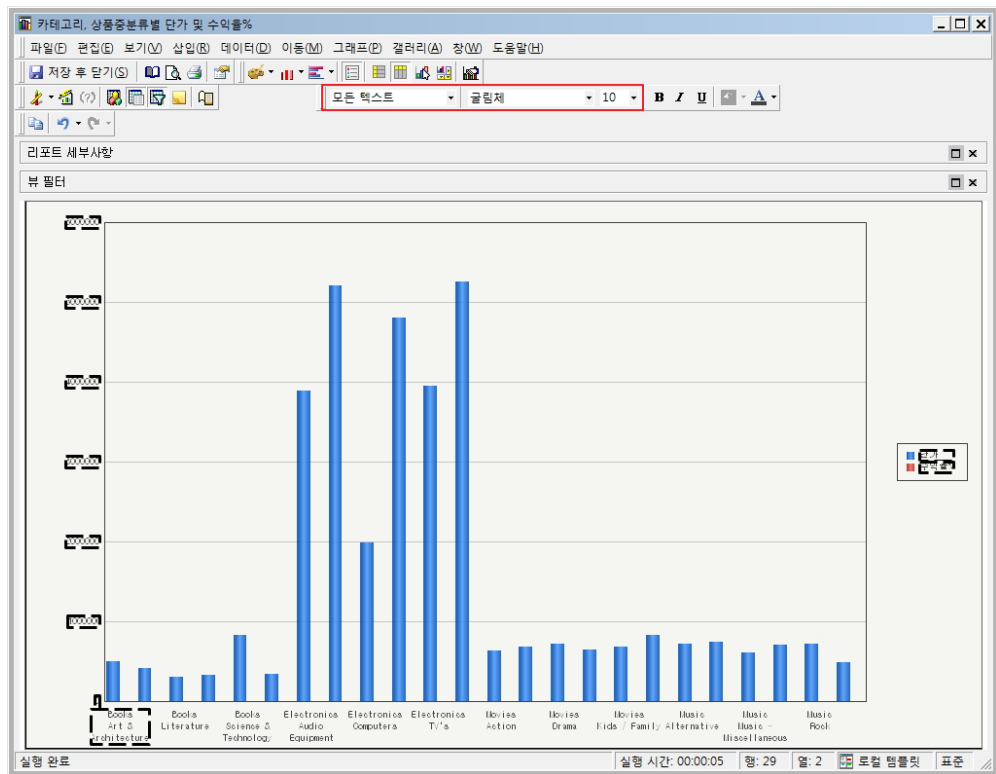 카테고리, 상품중분류별 단가 및 수익율%
파일(F) 편집(E) 보기(V) 삽입(R) 데이터(D) 이동(M) 그래프(P) 갤러리(A) 창(W) 도움말(H)
저장 후 닫기(S)
모든 텍스트 굴림체 10 B I U A
리포트 세부사항
뷰 필터
단가
Books Art & Architecture
Books Literature
Books Science & Technology
Electronics Audio Equipment
Electronics Computers
Electronics TV's
Movies Action
Movies Drama
Movies Kids / Family
Music Alternative
Music Music - Miscellaneous
Music Rock
실행 완료
실행 시간: 00:00:05 행: 29 열: 2 로컬 템플릿 표준